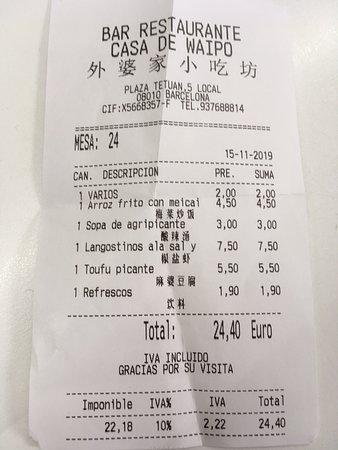 BAR RESTAURANTE
CASA DE WAIPO
外婆家小吃坊
PLAZA TETUAN,5 LOCAL
08010 BARCELONA
CIF:X5668357-F TEL.937688814
MESA: 24
15-11-2019
CAN. DESCRIPCION PRE. SUMA
1 VARIOS 2,00 2,00
1 Arroz frito con meicai 4,50 4,50
梅菜炒饭
1 Sopa de agripicante 3,00 3,00
酸辣汤
1 Langostinos ala sal y 7,50 7,50
椒盐虾
1 Toufu picante 5,50 5,50
麻婆豆腐
1 Refrescos 1,90 1,90
饮料
Total: 24,40 Euro
IVA INCLUIDO
GRACIAS POR SU VISITA
Imponible IVA% IVA Total
22,18 10% 2,22 24,40